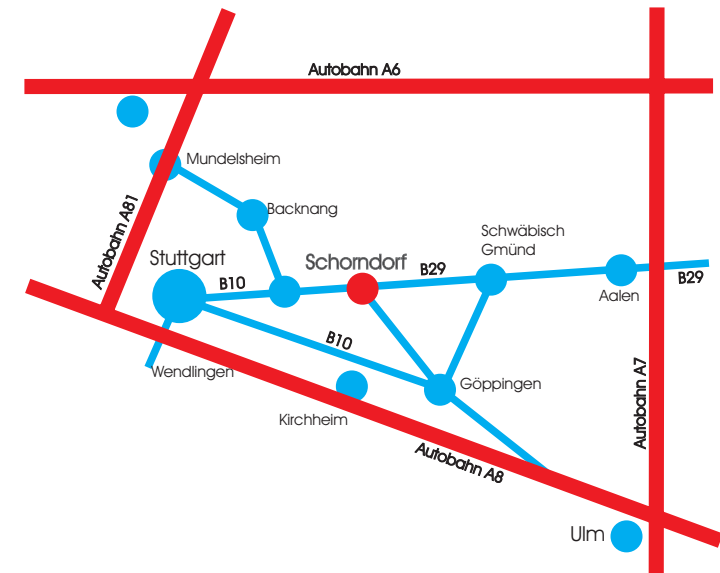 Autobahn A6
Mundelsheim
Autobahn A81
Backnang
Stuttgart
Schorndorf
Schwäbisch
Gmünd
B10
B29
B29
Aalen
B10
Wendlingen
Göppingen
Kirchheim
Autobahn A7
Autobahn A8
Ulm